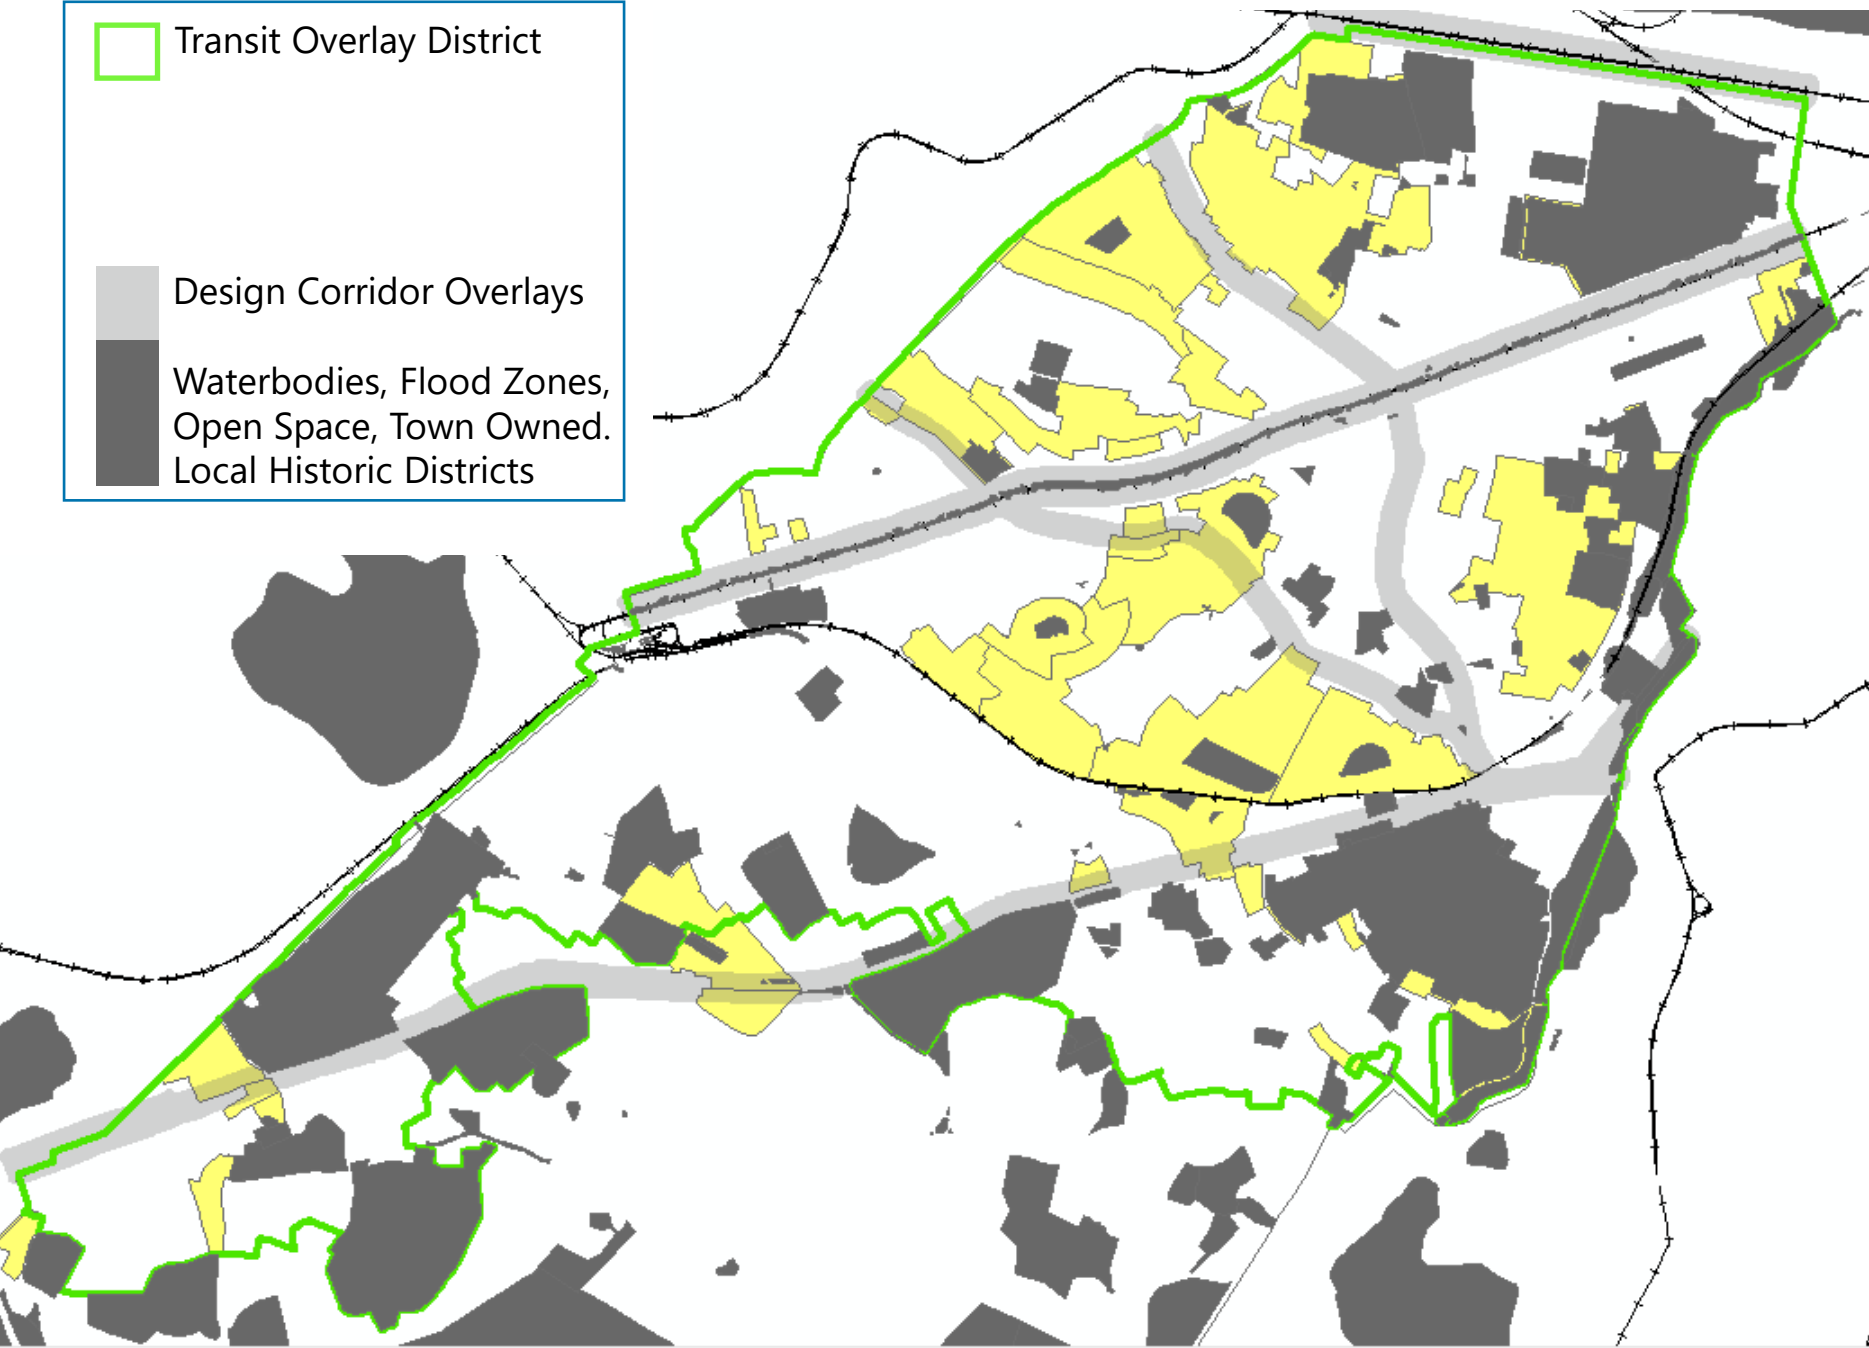 Transit Overlay District
Design Corridor Overlays
Waterbodies, Flood Zones,
Open Space, Town Owned.
Local Historic Districts